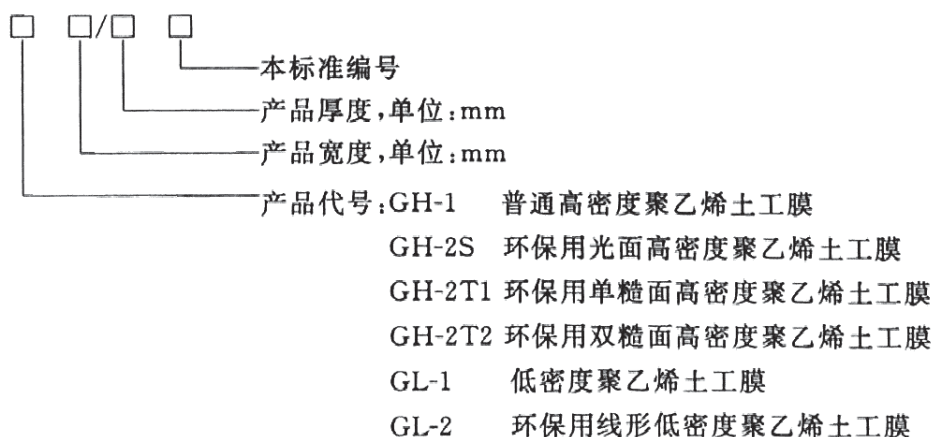 □ □/□ □
本标准编号
产品厚度,单位:mm
产品宽度,单位:mm
产品代号:GH-1 普通高密度聚乙烯土工膜
GH-2S 环保用光面高密度聚乙烯土工膜
GH-2T1 环保用单糙面高密度聚乙烯土工膜
GH-2T2 环保用双糙面高密度聚乙烯土工膜
GL-1 低密度聚乙烯土工膜
GL-2 环保用线形低密度聚乙烯土工膜